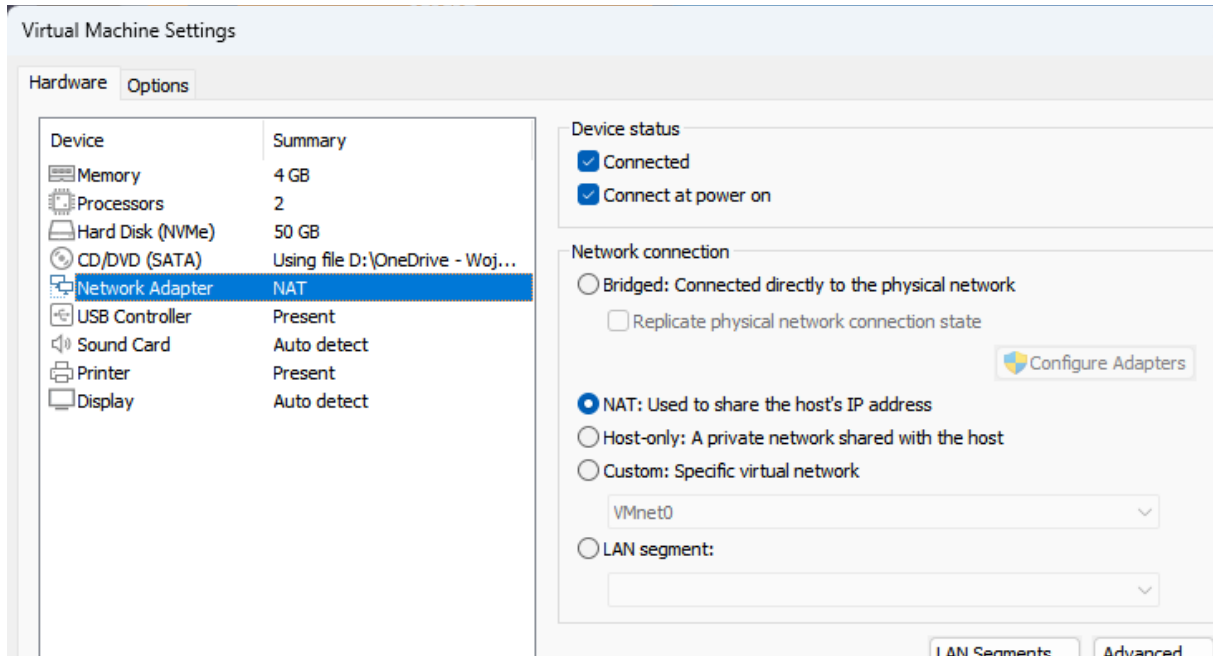 Virtual Machine Settings
Hardware Options
Device Summary
Memory 4 GB
Processors 2
Hard Disk (NVMe) 50 GB
CD/DVD (SATA) Using file D:\OneDrive - Woj...
Network Adapter NAT
USB Controller Present
Sound Card Auto detect
Printer Present
Display Auto detect
Device status
Connected
Connect at power on
Network connection
Bridged: Connected directly to the physical network
Replicate physical network connection state
Configure Adapters
NAT: Used to share the host's IP address
Host-only: A private network shared with the host
Custom: Specific virtual network
VMnet0
LAN segment:
LAN Segments... Advanced...